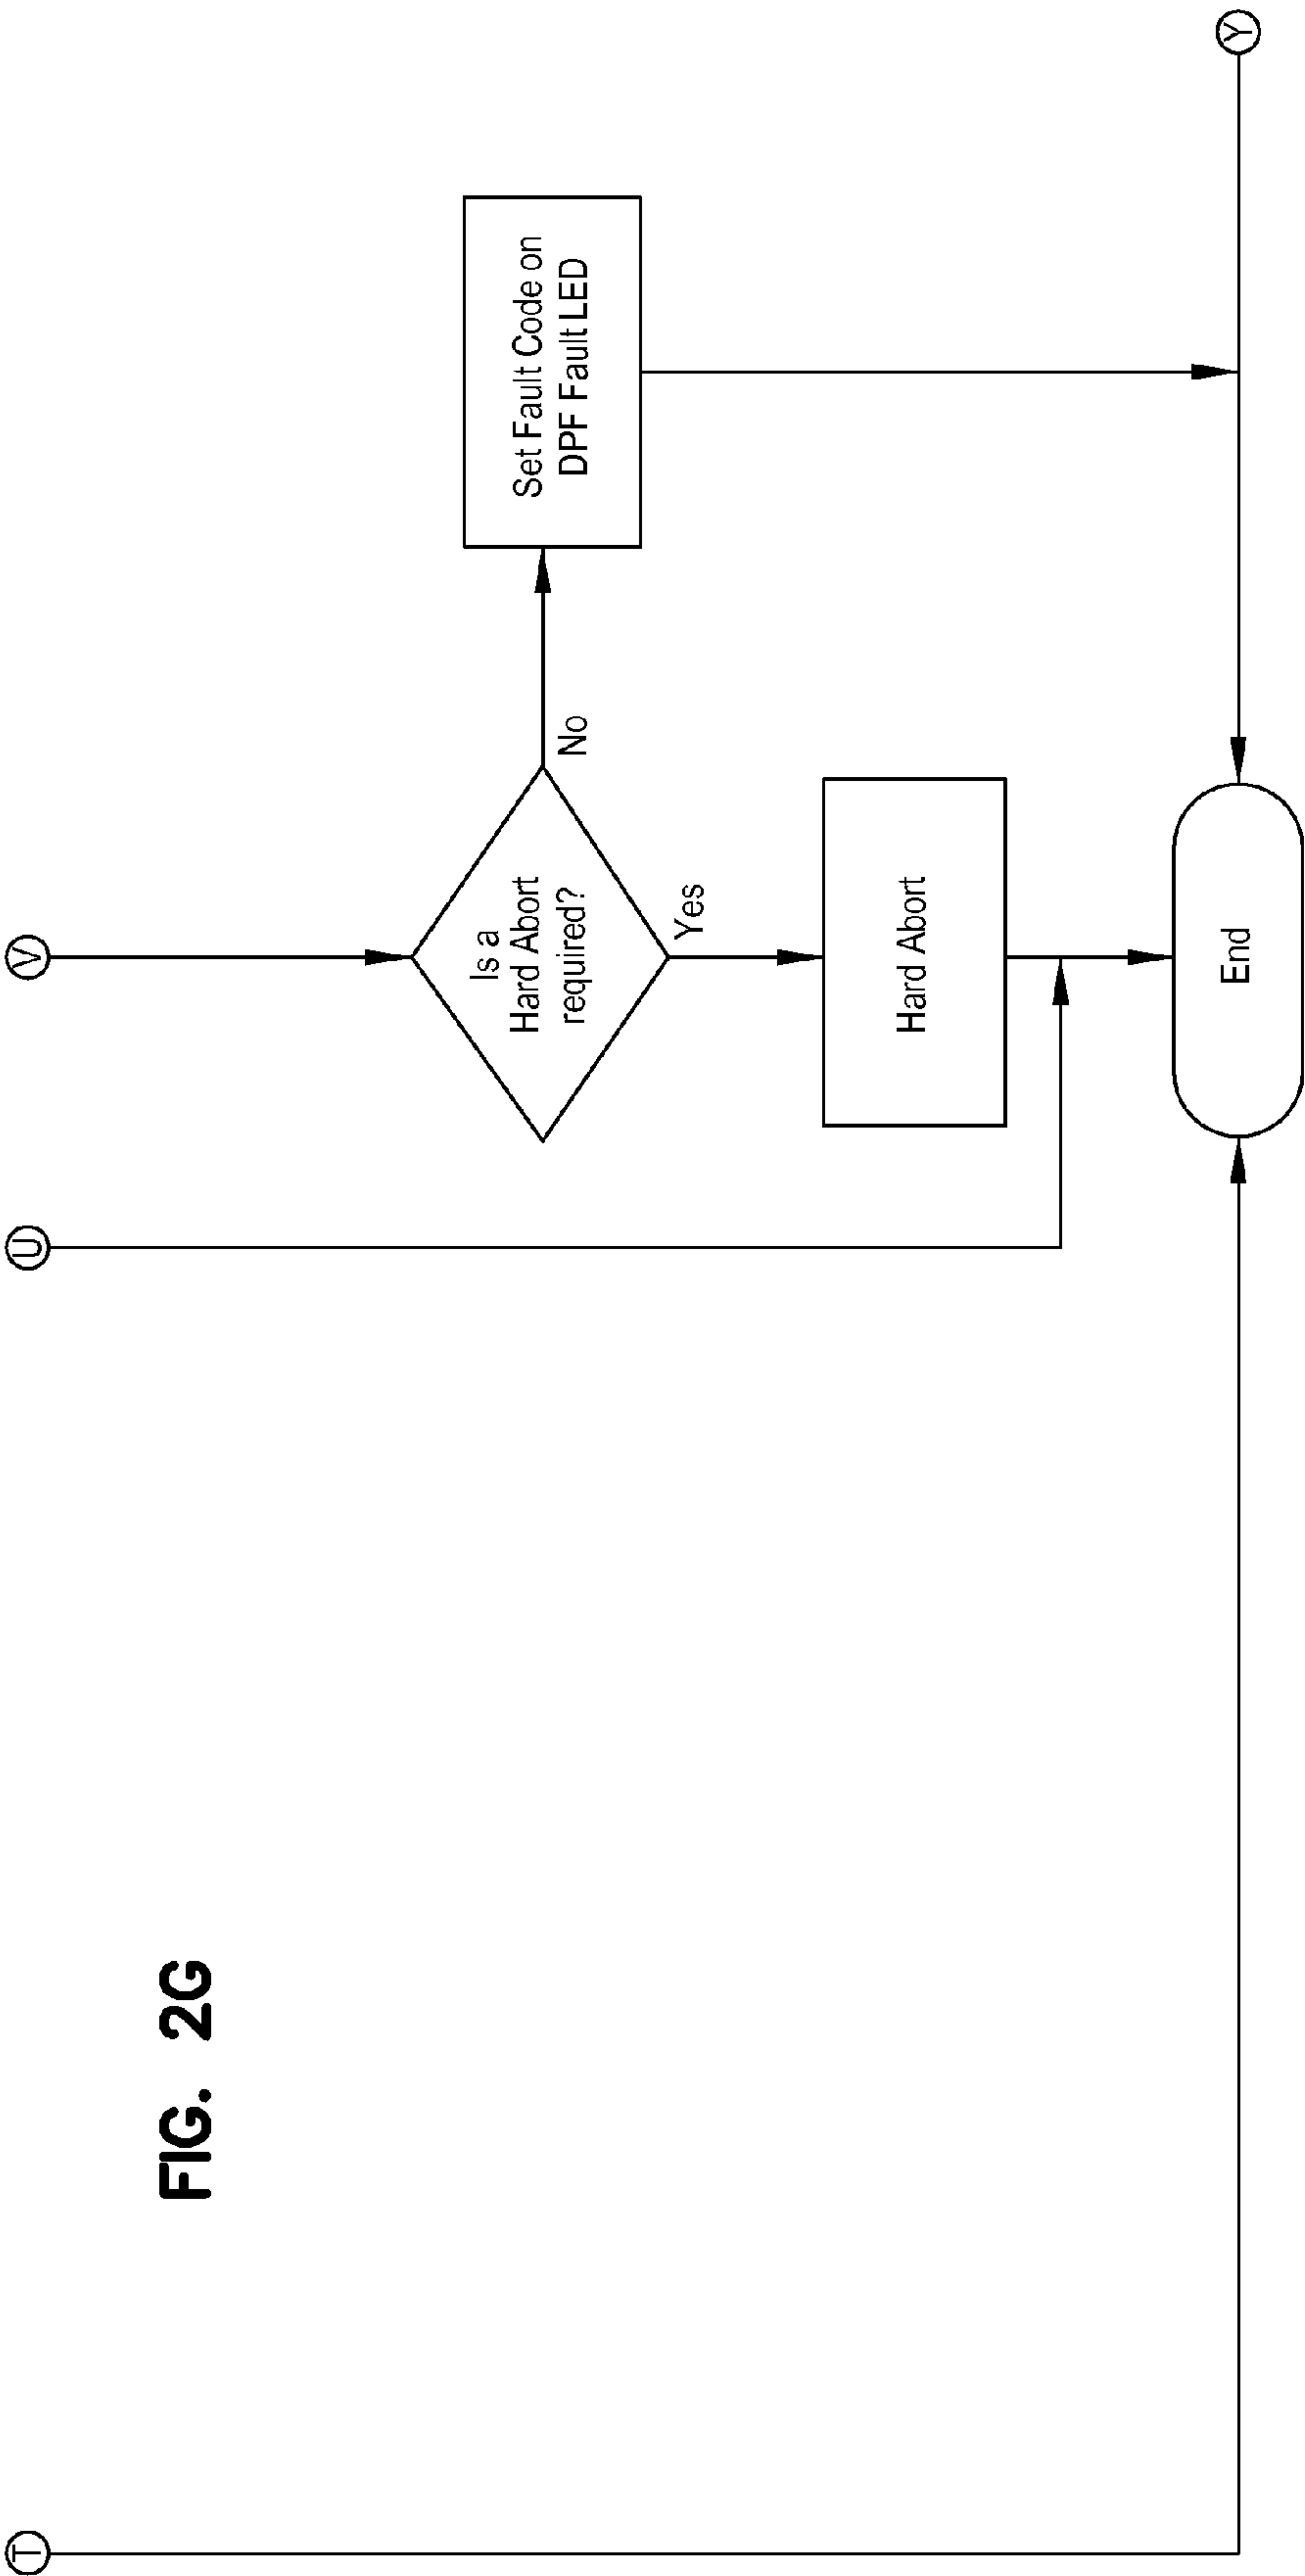 T
U
V
Y
FIG. 2G
Is a
Hard Abort
required?
No
Set Fault Code on
DPF Fault LED
Yes
Hard Abort
End